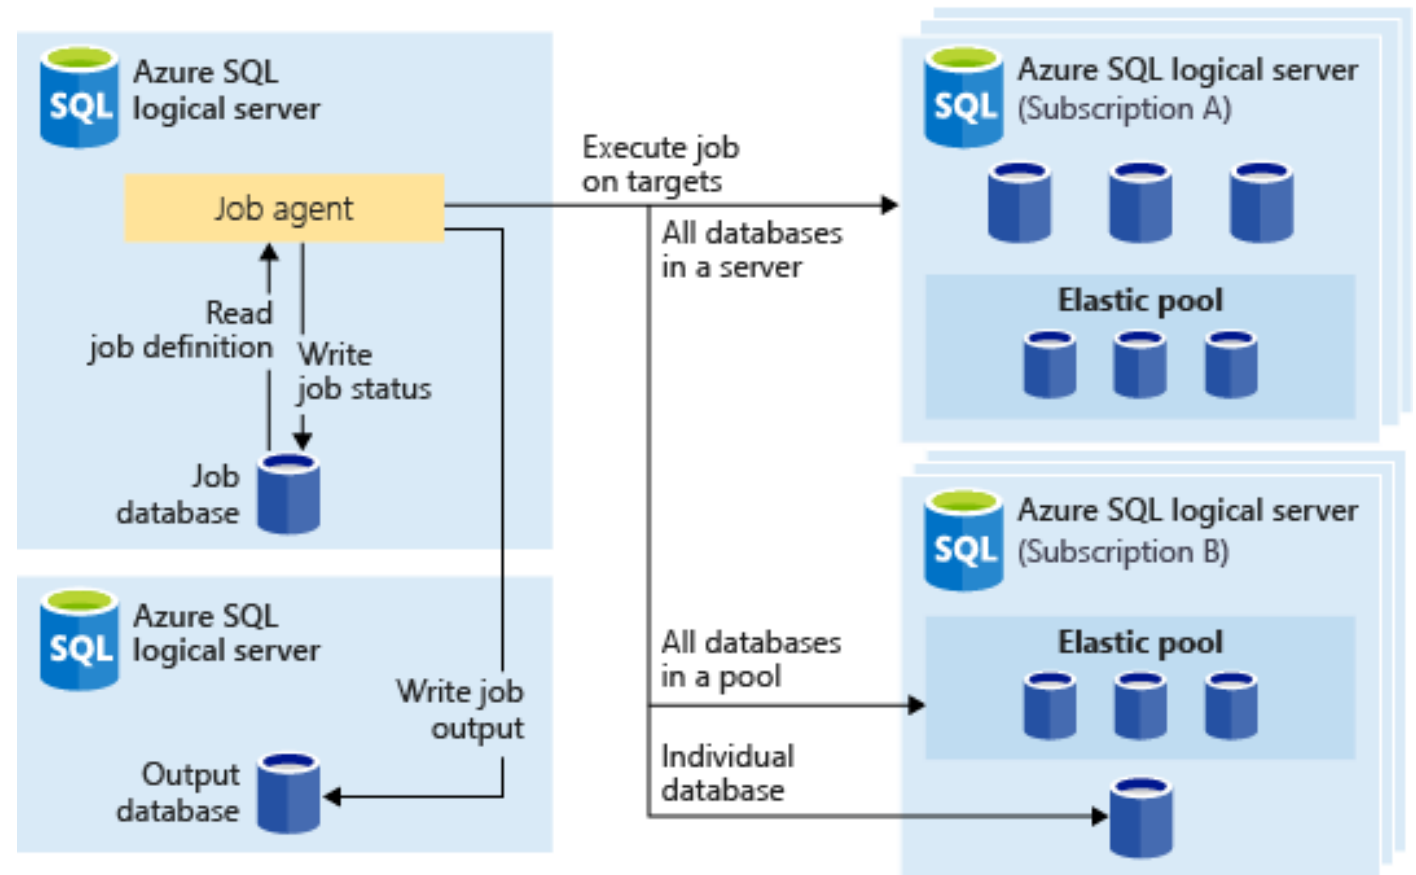 SQL
Azure SQL
logical server
Job agent
Read
job definition
Write
job status
Job
database
SQL
Azure SQL
logical server
Write job
output
Output
database
Execute job
on targets
All databases
in a server
All databases
in a pool
Individual
database
SQL
Azure SQL logical server
(Subscription A)
Elastic pool
SQL
Azure SQL logical server
(Subscription B)
Elastic pool